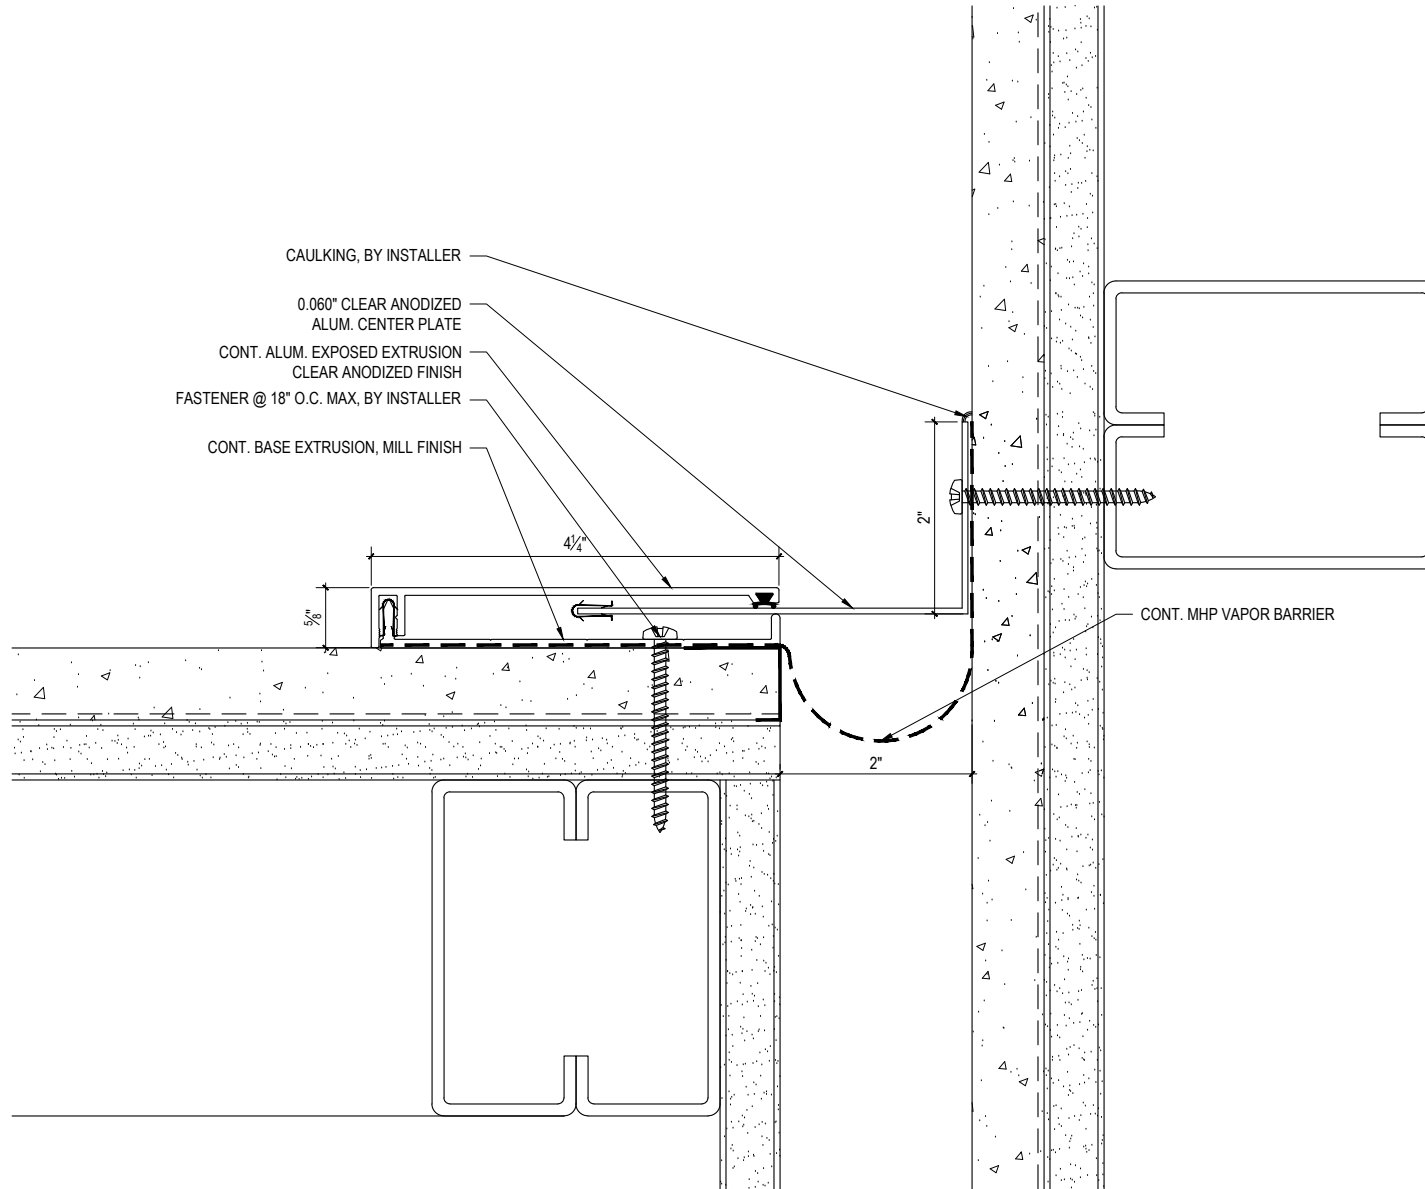 CAULKING, BY INSTALLER
0.060" CLEAR ANODIZED
ALUM. CENTER PLATE
CONT. ALUM. EXPOSED EXTRUSION
CLEAR ANODIZED FINISH
FASTENER @ 18" O.C. MAX, BY INSTALLER
CONT. BASE EXTRUSION, MILL FINISH
2"
4¼"
⅝"
CONT. MHP VAPOR BARRIER
2"